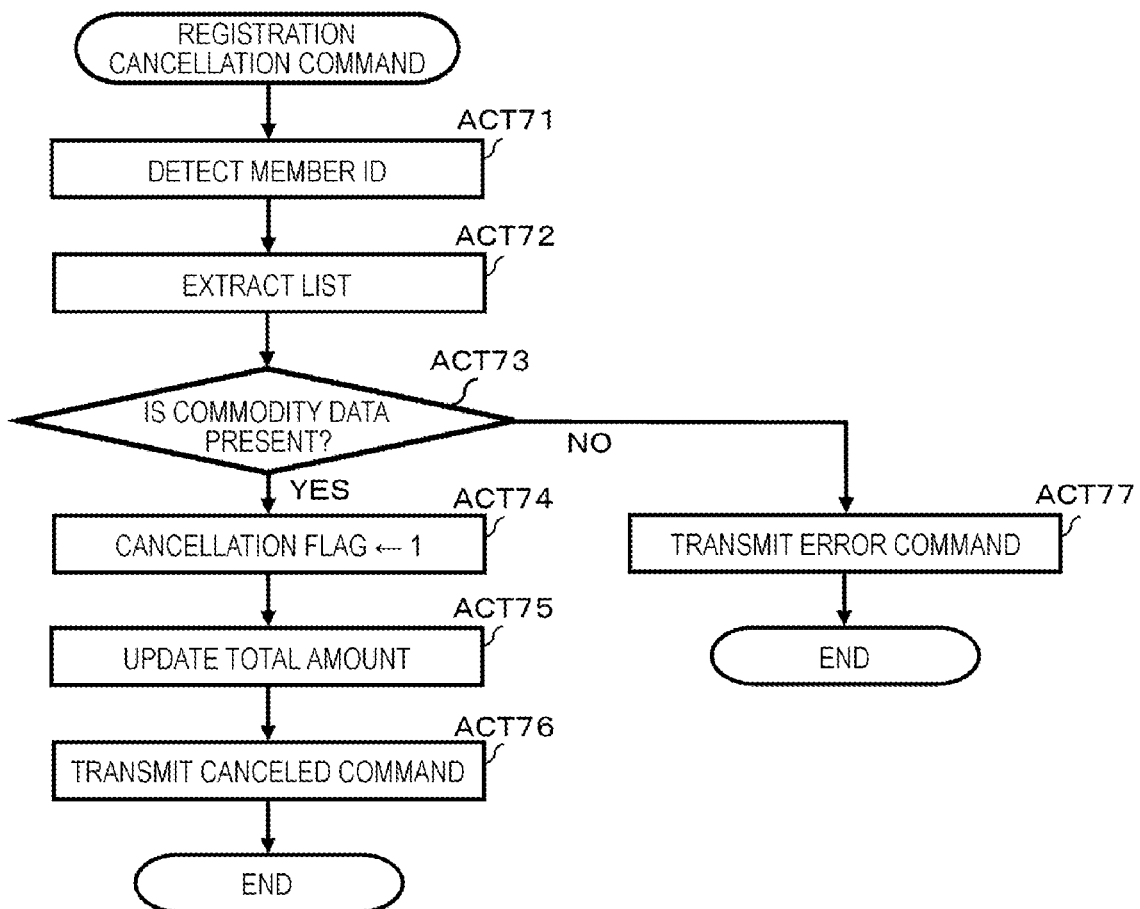 REGISTRATION
CANCELLATION COMMAND
ACT71
DETECT MEMBER ID
ACT72
EXTRACT LIST
ACT73
IS COMMODITY DATA
PRESENT?
NO
YES
ACT74
CANCELLATION FLAG ← 1
ACT77
TRANSMIT ERROR COMMAND
ACT75
UPDATE TOTAL AMOUNT
END
ACT76
TRANSMIT CANCELED COMMAND
END